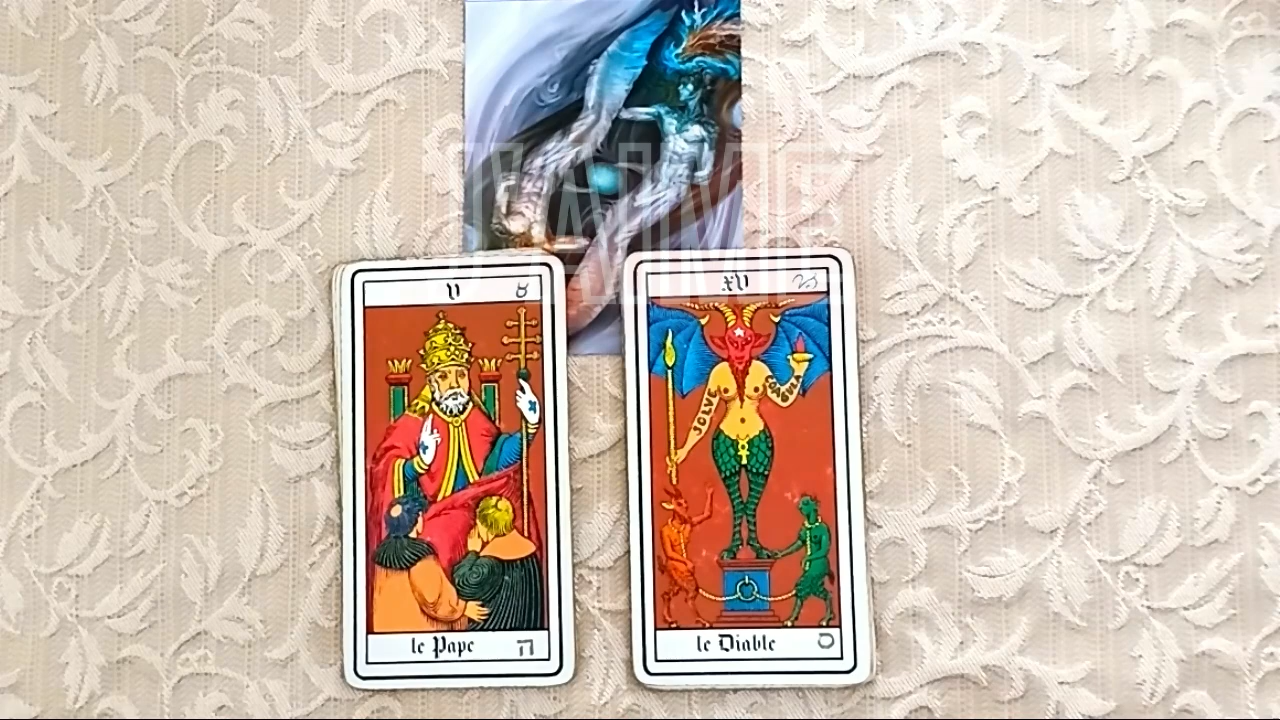 V
le Pape
ה
XV
SOLVE
COAGULA
le Diable
ס